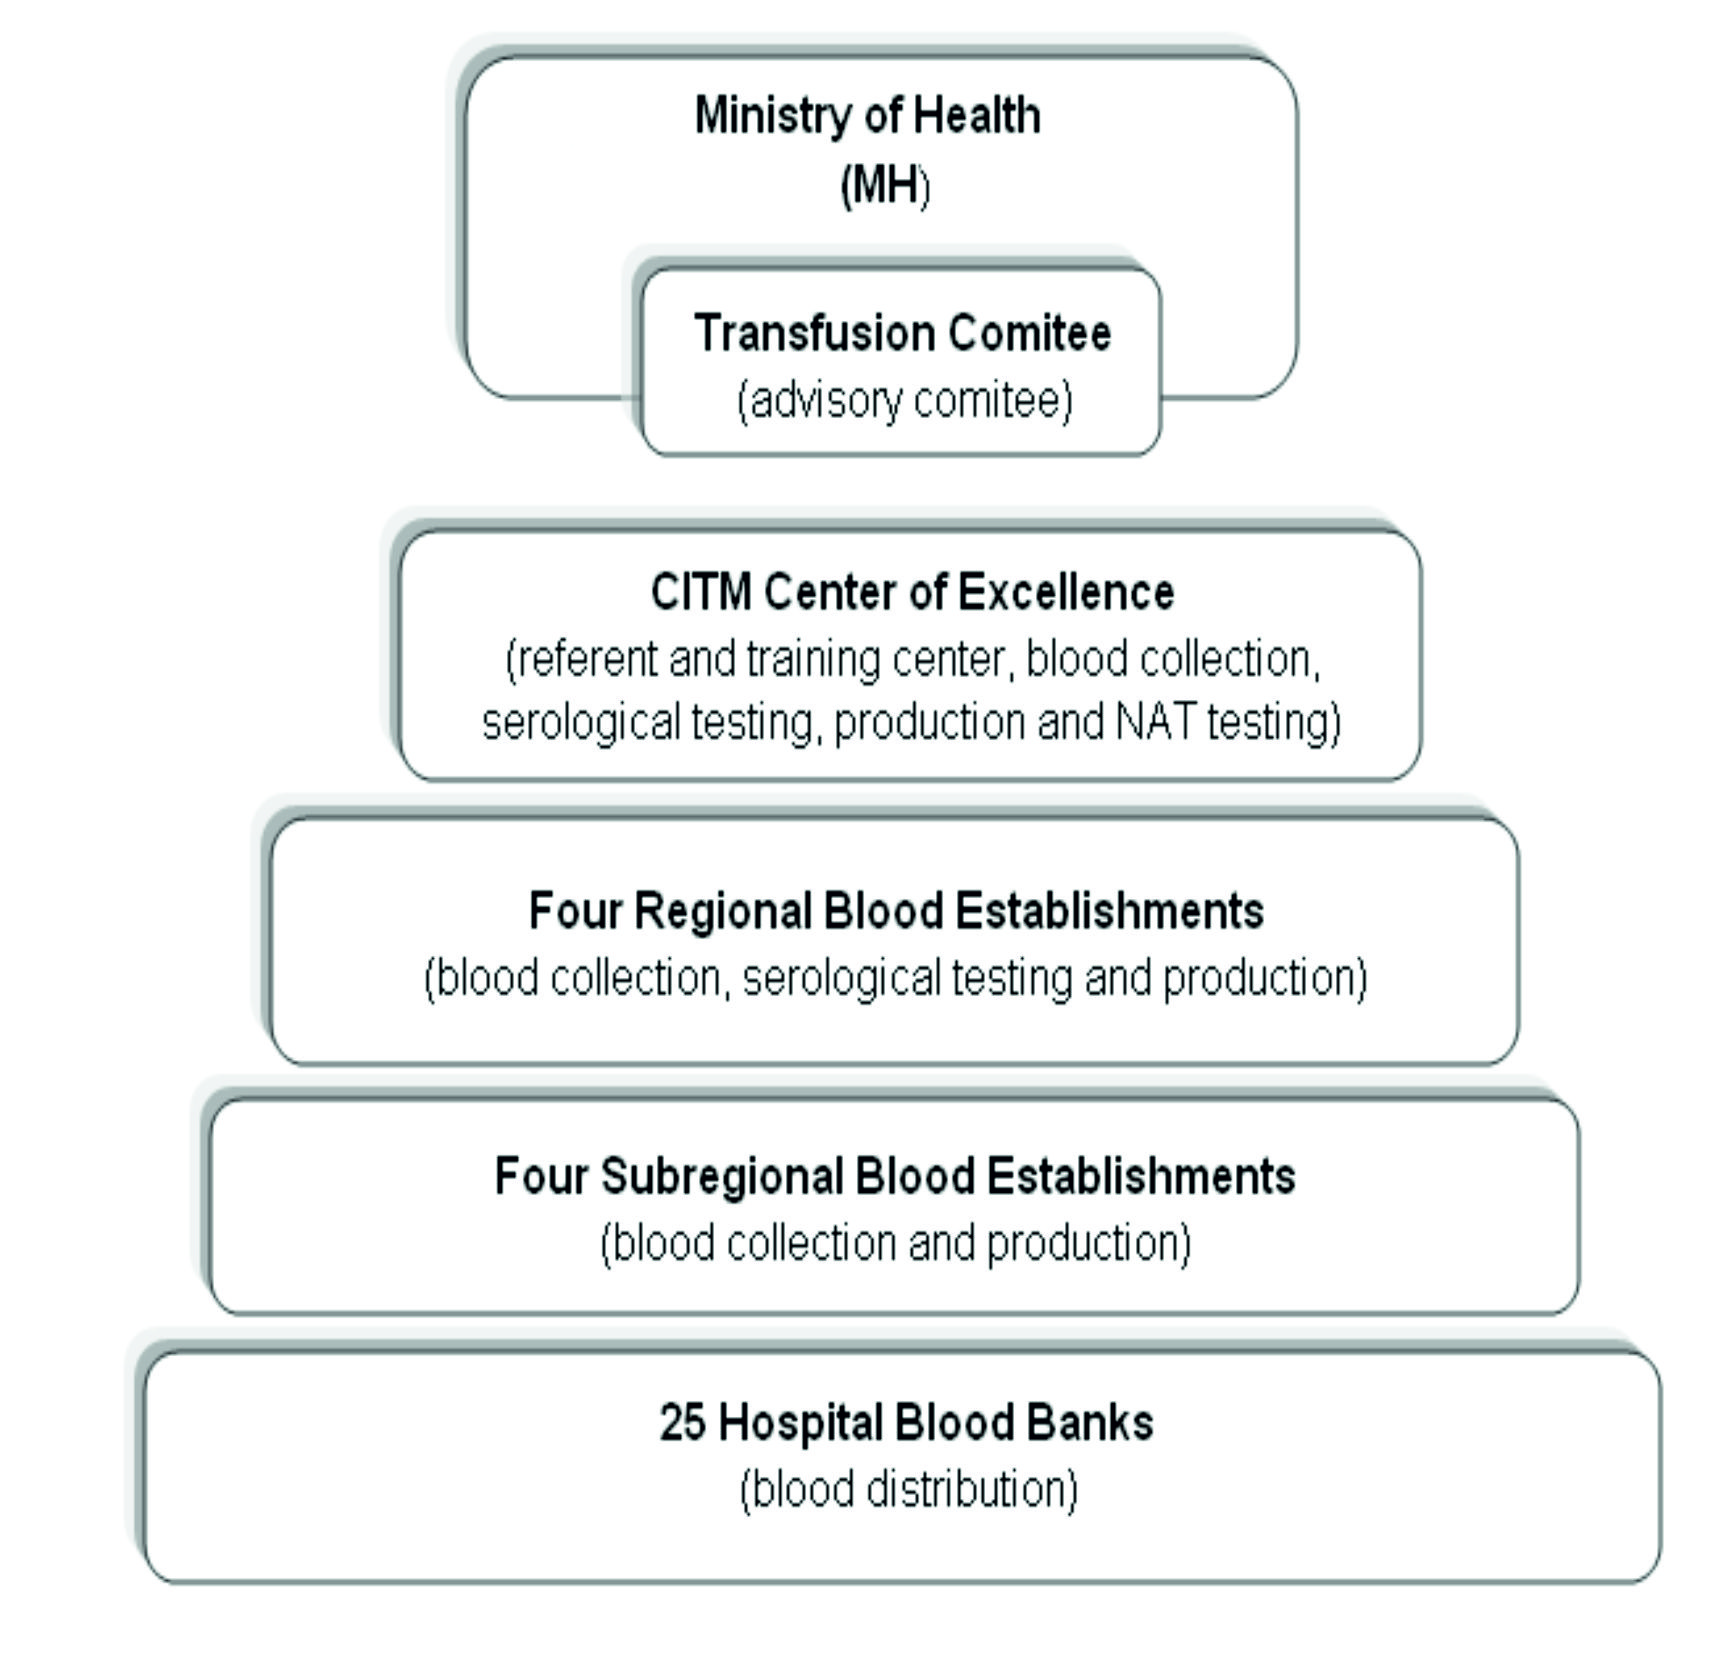 Ministry of Health
(MH)
Transfusion Comitee
(advisory comitee)
CITM Center of Excellence
(referent and training center, blood collection,
serological testing, production and NAT testing)
Four Regional Blood Establishments
(blood collection, serological testing and production)
Four Subregional Blood Establishments
(blood collection and production)
25 Hospital Blood Banks
(blood distribution)